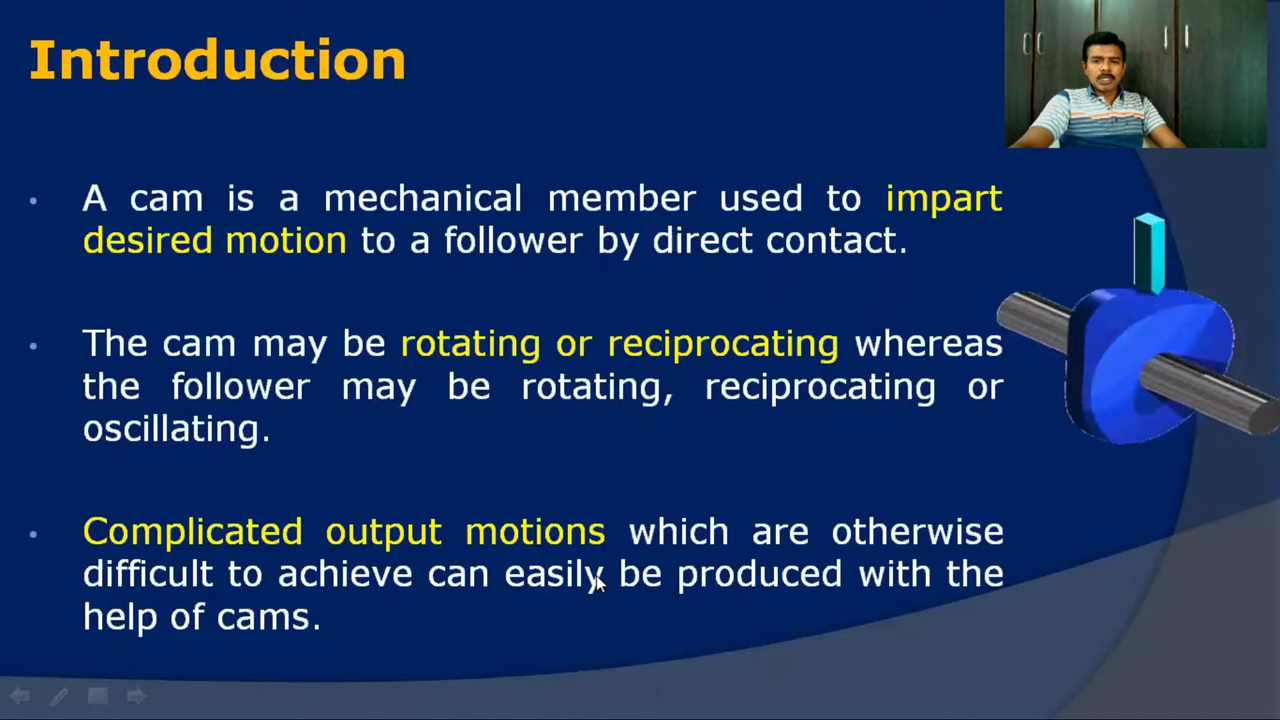 Introduction
• A cam is a mechanical member used to impart
desired motion to a follower by direct contact.
• The cam may be rotating or reciprocating whereas
the follower may be rotating, reciprocating or
oscillating.
• Complicated output motions which are otherwise
difficult to achieve can easily be produced with the
help of cams.